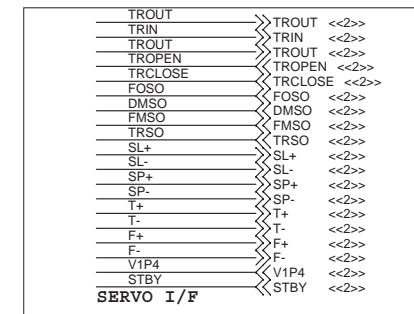 TROUT TROUT <<2>>
TRIN TRIN <<2>>
TROUT TROUT <<2>>
TROPEN TROPEN <<2>>
TRCLOSE TRCLOSE <<2>>
FOSO FOSO <<2>>
DMSO DMSO <<2>>
FMSO FMSO <<2>>
TRSO TRSO <<2>>
SL+ SL+ <<2>>
SL- SL- <<2>>
SP+ SP+ <<2>>
SP- SP- <<2>>
T+ T+ <<2>>
T- T- <<2>>
F+ F+ <<2>>
F- F- <<2>>
V1P4 V1P4 <<2>>
STBY STBY <<2>>
SERVO I/F